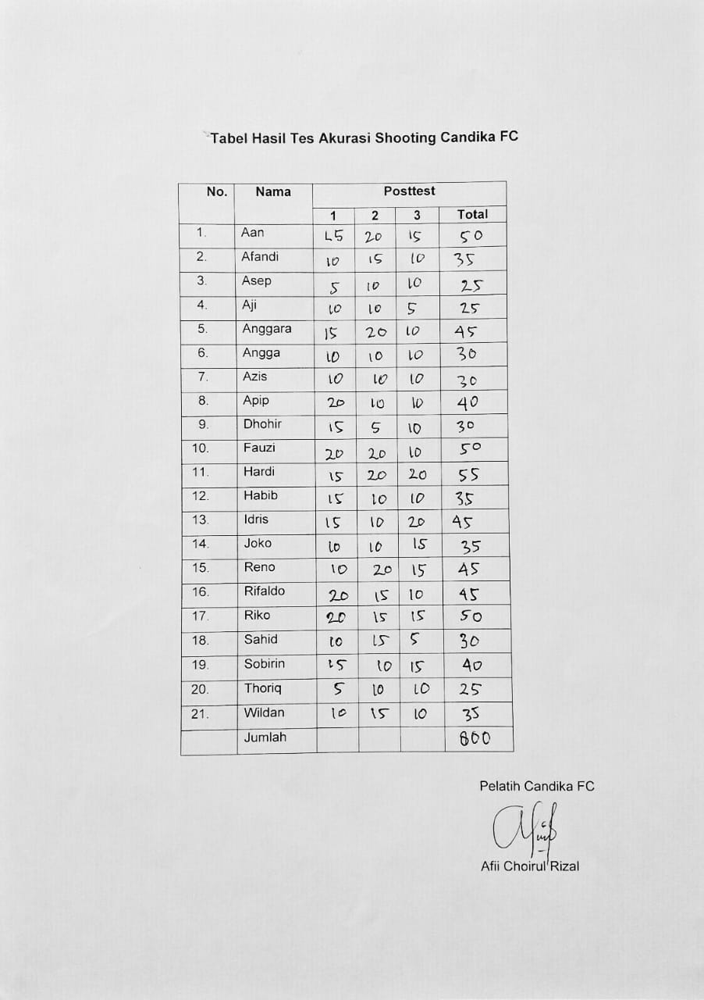 Tabel Hasil Tes Akurasi Shooting Candika FC
No. Nama Posttest
1 2 3 Total
1. Aan 15 20 15 50
2. Afandi 10 15 10 35
3. Asep 5 10 10 25
4. Aji 10 10 5 25
5. Anggara 15 20 10 45
6. Angga 10 10 10 30
7. Azis 10 10 10 30
8. Apip 20 10 10 40
9. Dhohir 15 5 10 30
10. Fauzi 20 20 10 50
11. Hardi 15 20 20 55
12. Habib 15 10 10 35
13. Idris 15 10 20 45
14. Joko 10 10 15 35
15. Reno 10 20 15 45
16. Rifaldo 20 15 10 45
17. Riko 20 15 15 50
18. Sahid 10 15 5 30
19. Sobirin 15 10 15 40
20. Thoriq 5 10 10 25
21. Wildan 10 15 10 35
Jumlah 800
Pelatih Candika FC
Afii Choirul Rizal